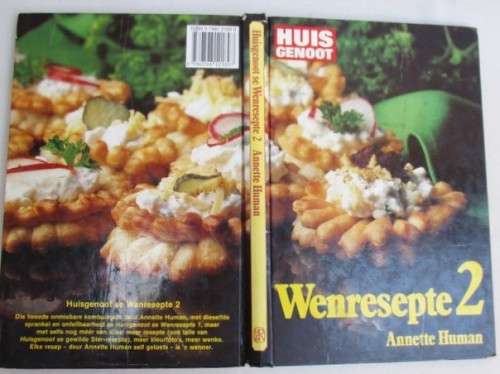 HUIS
GENOOT
Wenresepte 2
Annette Human
Huisgenoot se Wenresepte 2 Annette Human
Huisgenoot se Wenresepte 2
Die tweede onmisbare kombuisgids deur Annette Human, met dieselfde
sprankel en onfeilbaarheid as Huisgenoot se Wenresepte 1, maar
met selfs nog meer van alles: meer resepte (ook talle van
Huisgenoot se gewilde Ster-resepte), meer kleurfoto's, meer wenke.
Elke resep – deur Annette Human self getoets – is 'n wenner.